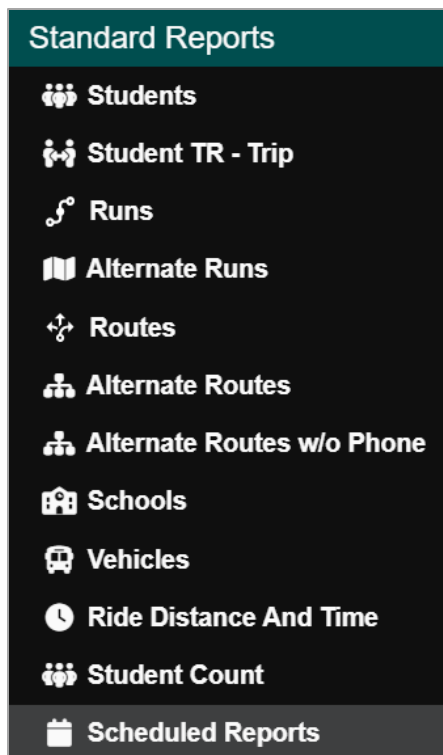 Standard Reports
Students
Student TR - Trip
Runs
Alternate Runs
Routes
Alternate Routes
Alternate Routes w/o Phone
Schools
Vehicles
Ride Distance And Time
Student Count
Scheduled Reports